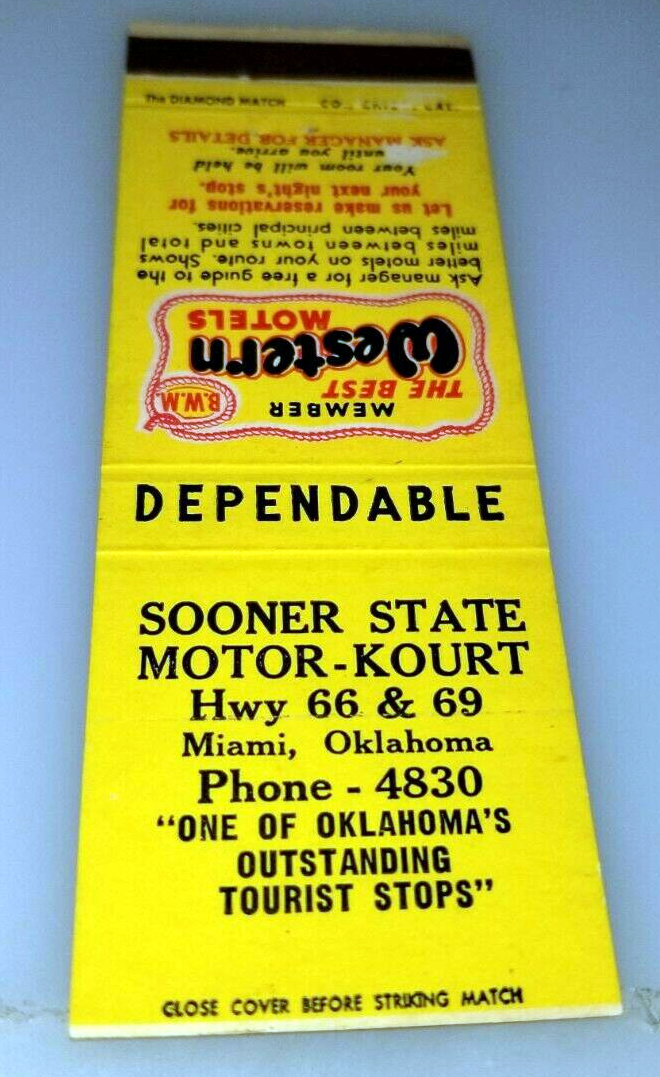 The DIAMOND MATCH CO.,
MEMBER
THE BEST
Western
MOTELS
B.W.M.
Ask manager for a free guide to the
better motels on your route. Shows
miles between towns and total
miles between principal cities.
Let us make reservations for
your next night's stop.
Your room will be held
until you arrive.
ASK MANAGER FOR DETAILS
DEPENDABLE
SOONER STATE
MOTOR-KOURT
Hwy 66 & 69
Miami, Oklahoma
Phone - 4830
"ONE OF OKLAHOMA'S
OUTSTANDING
TOURIST STOPS"
CLOSE COVER BEFORE STRIKING MATCH